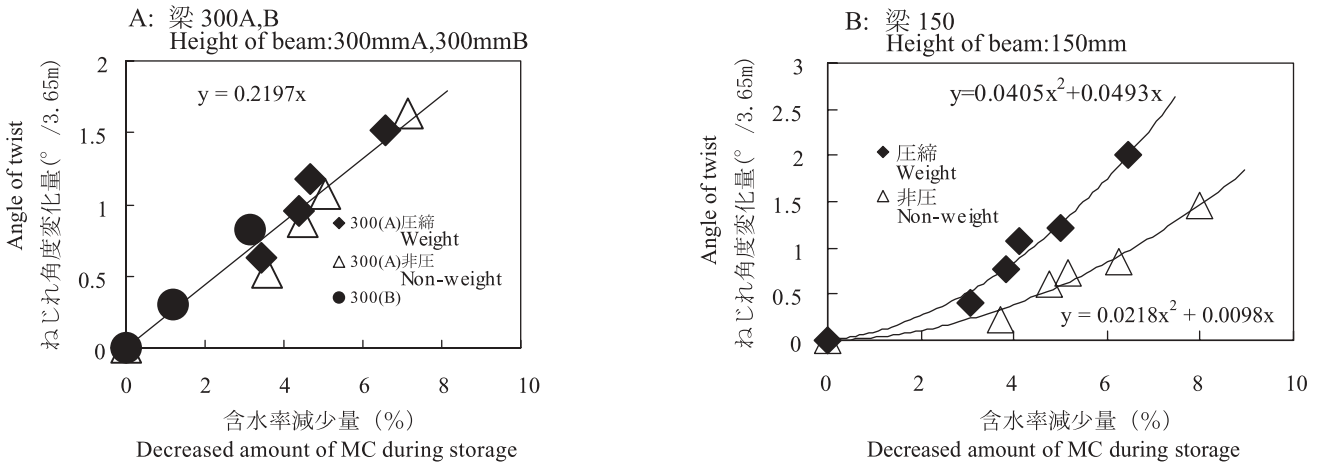 A: 梁 300A,B
Height of beam:300mmA,300mmB
Angle of twist
ねじれ角度変化量(° /3.65m)
2
1.5
1
0.5
0
y = 0.2197x
300(A)圧締
Weight
300(A)非圧
Non-weight
300(B)
0 2 4 6 8 10
含水率減少量（%）
Decreased amount of MC during storage
B: 梁 150
Height of beam:150mm
Angle of twist
ねじれ角度変化量(° /3.65m)
3
2.5
2
1.5
1
0.5
0
y=0.0405x²+0.0493x
圧締
Weight
非圧
Non-weight
y = 0.0218x² + 0.0098x
0 2 4 6 8 10
含水率減少量（%）
Decreased amount of MC during storage